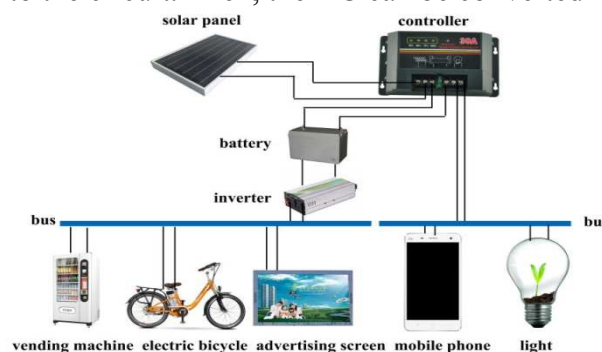 solar panel
controller
30A
battery
inverter
bus
bu
vending machine
electric bicycle
advertising screen
mobile phone
light